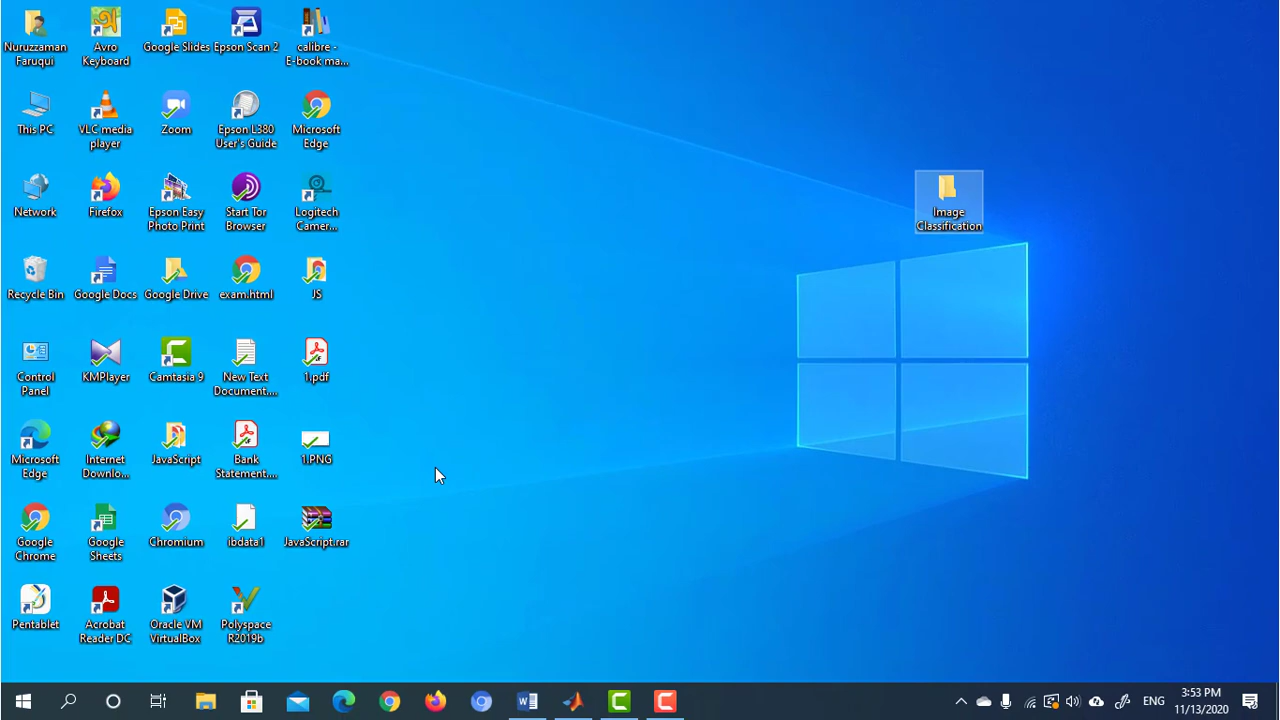 Nuruzzaman
Faruqui
Avro
Keyboard
Google Slides
Epson Scan 2
calibre -
E-book ma...
This PC
VLC media
player
Zoom
Epson L380
User's Guide
Microsoft
Edge
Network
Firefox
Epson Easy
Photo Print
Start Tor
Browser
Logitech
Camer...
Image
Classification
Recycle Bin
Google Docs
Google Drive
exam.html
JS
Control
Panel
KMPlayer
Camtasia 9
New Text
Document....
1.pdf
Microsoft
Edge
Internet
Downlo...
JavaScript
Bank
Statement....
1.PNG
Google
Chrome
Google
Sheets
Chromium
ibdata1
JavaScript.rar
Pentablet
Acrobat
Reader DC
Oracle VM
VirtualBox
Polyspace
R2019b
ENG
3:53 PM
11/13/2020